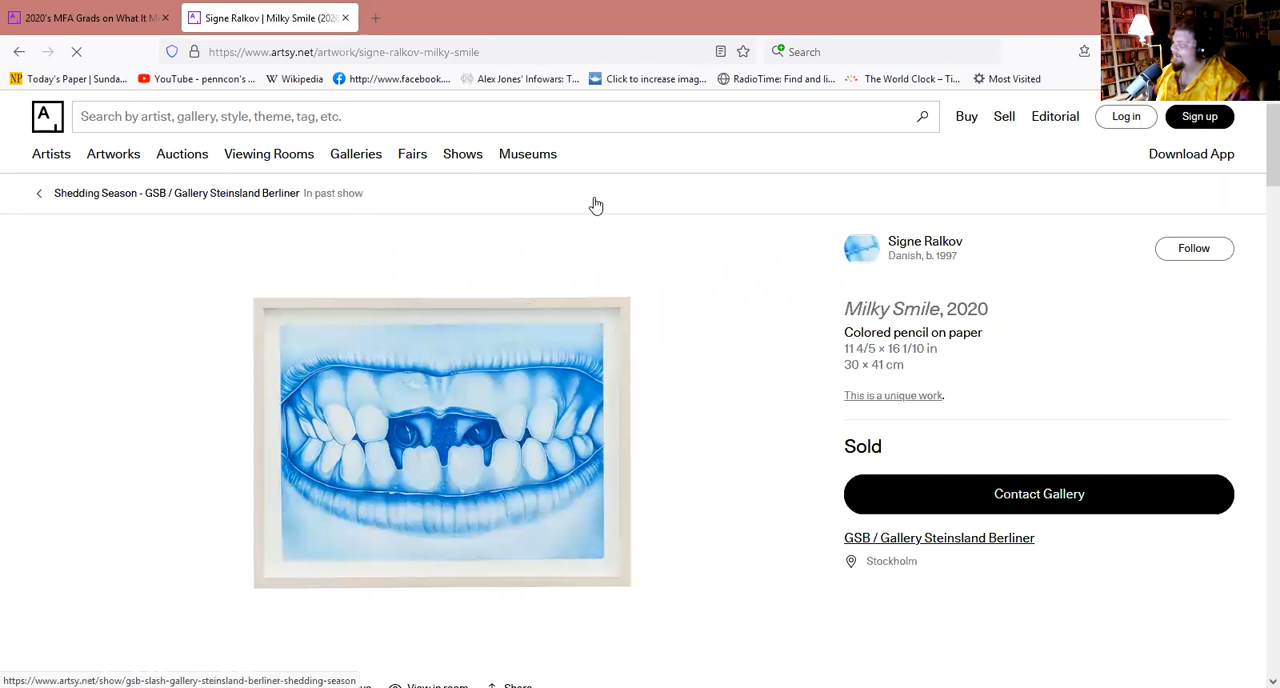 2020's MFA Grads on What It M
Signe Ralkov | Milky Smile (2020
https://www.artsy.net/artwork/signe-ralkov-milky-smile
Search
Today's Paper | Sunda...
YouTube - penncon's ...
Wikipedia
http://www.facebook....
Alex Jones' Infowars: T...
Click to increase imag...
RadioTime: Find and li...
The World Clock – Ti...
Most Visited
A
Search by artist, gallery, style, theme, tag, etc.
Buy
Sell
Editorial
Log in
Sign up
Artists
Artworks
Auctions
Viewing Rooms
Galleries
Fairs
Shows
Museums
Download App
Shedding Season - GSB / Gallery Steinsland Berliner In past show
Signe Ralkov
Danish, b. 1997
Follow
Milky Smile, 2020
Colored pencil on paper
11 4/5 × 16 1/10 in
30 × 41 cm
This is a unique work.
Sold
Contact Gallery
GSB / Gallery Steinsland Berliner
Stockholm
https://www.artsy.net/show/gsb-slash-gallery-steinsland-berliner-shedding-season
View in room
Share